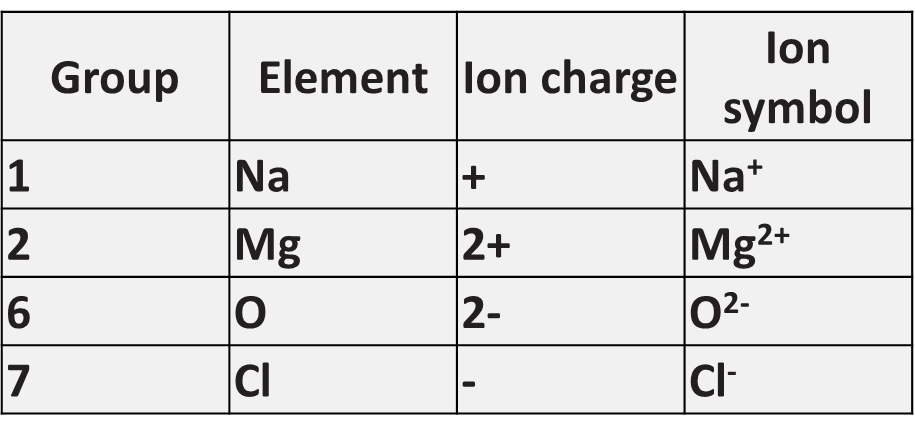 Group Element Ion charge Ion symbol
1 Na + Na⁺
2 Mg 2+ Mg²⁺
6 O 2- O²⁻
7 Cl - Cl⁻